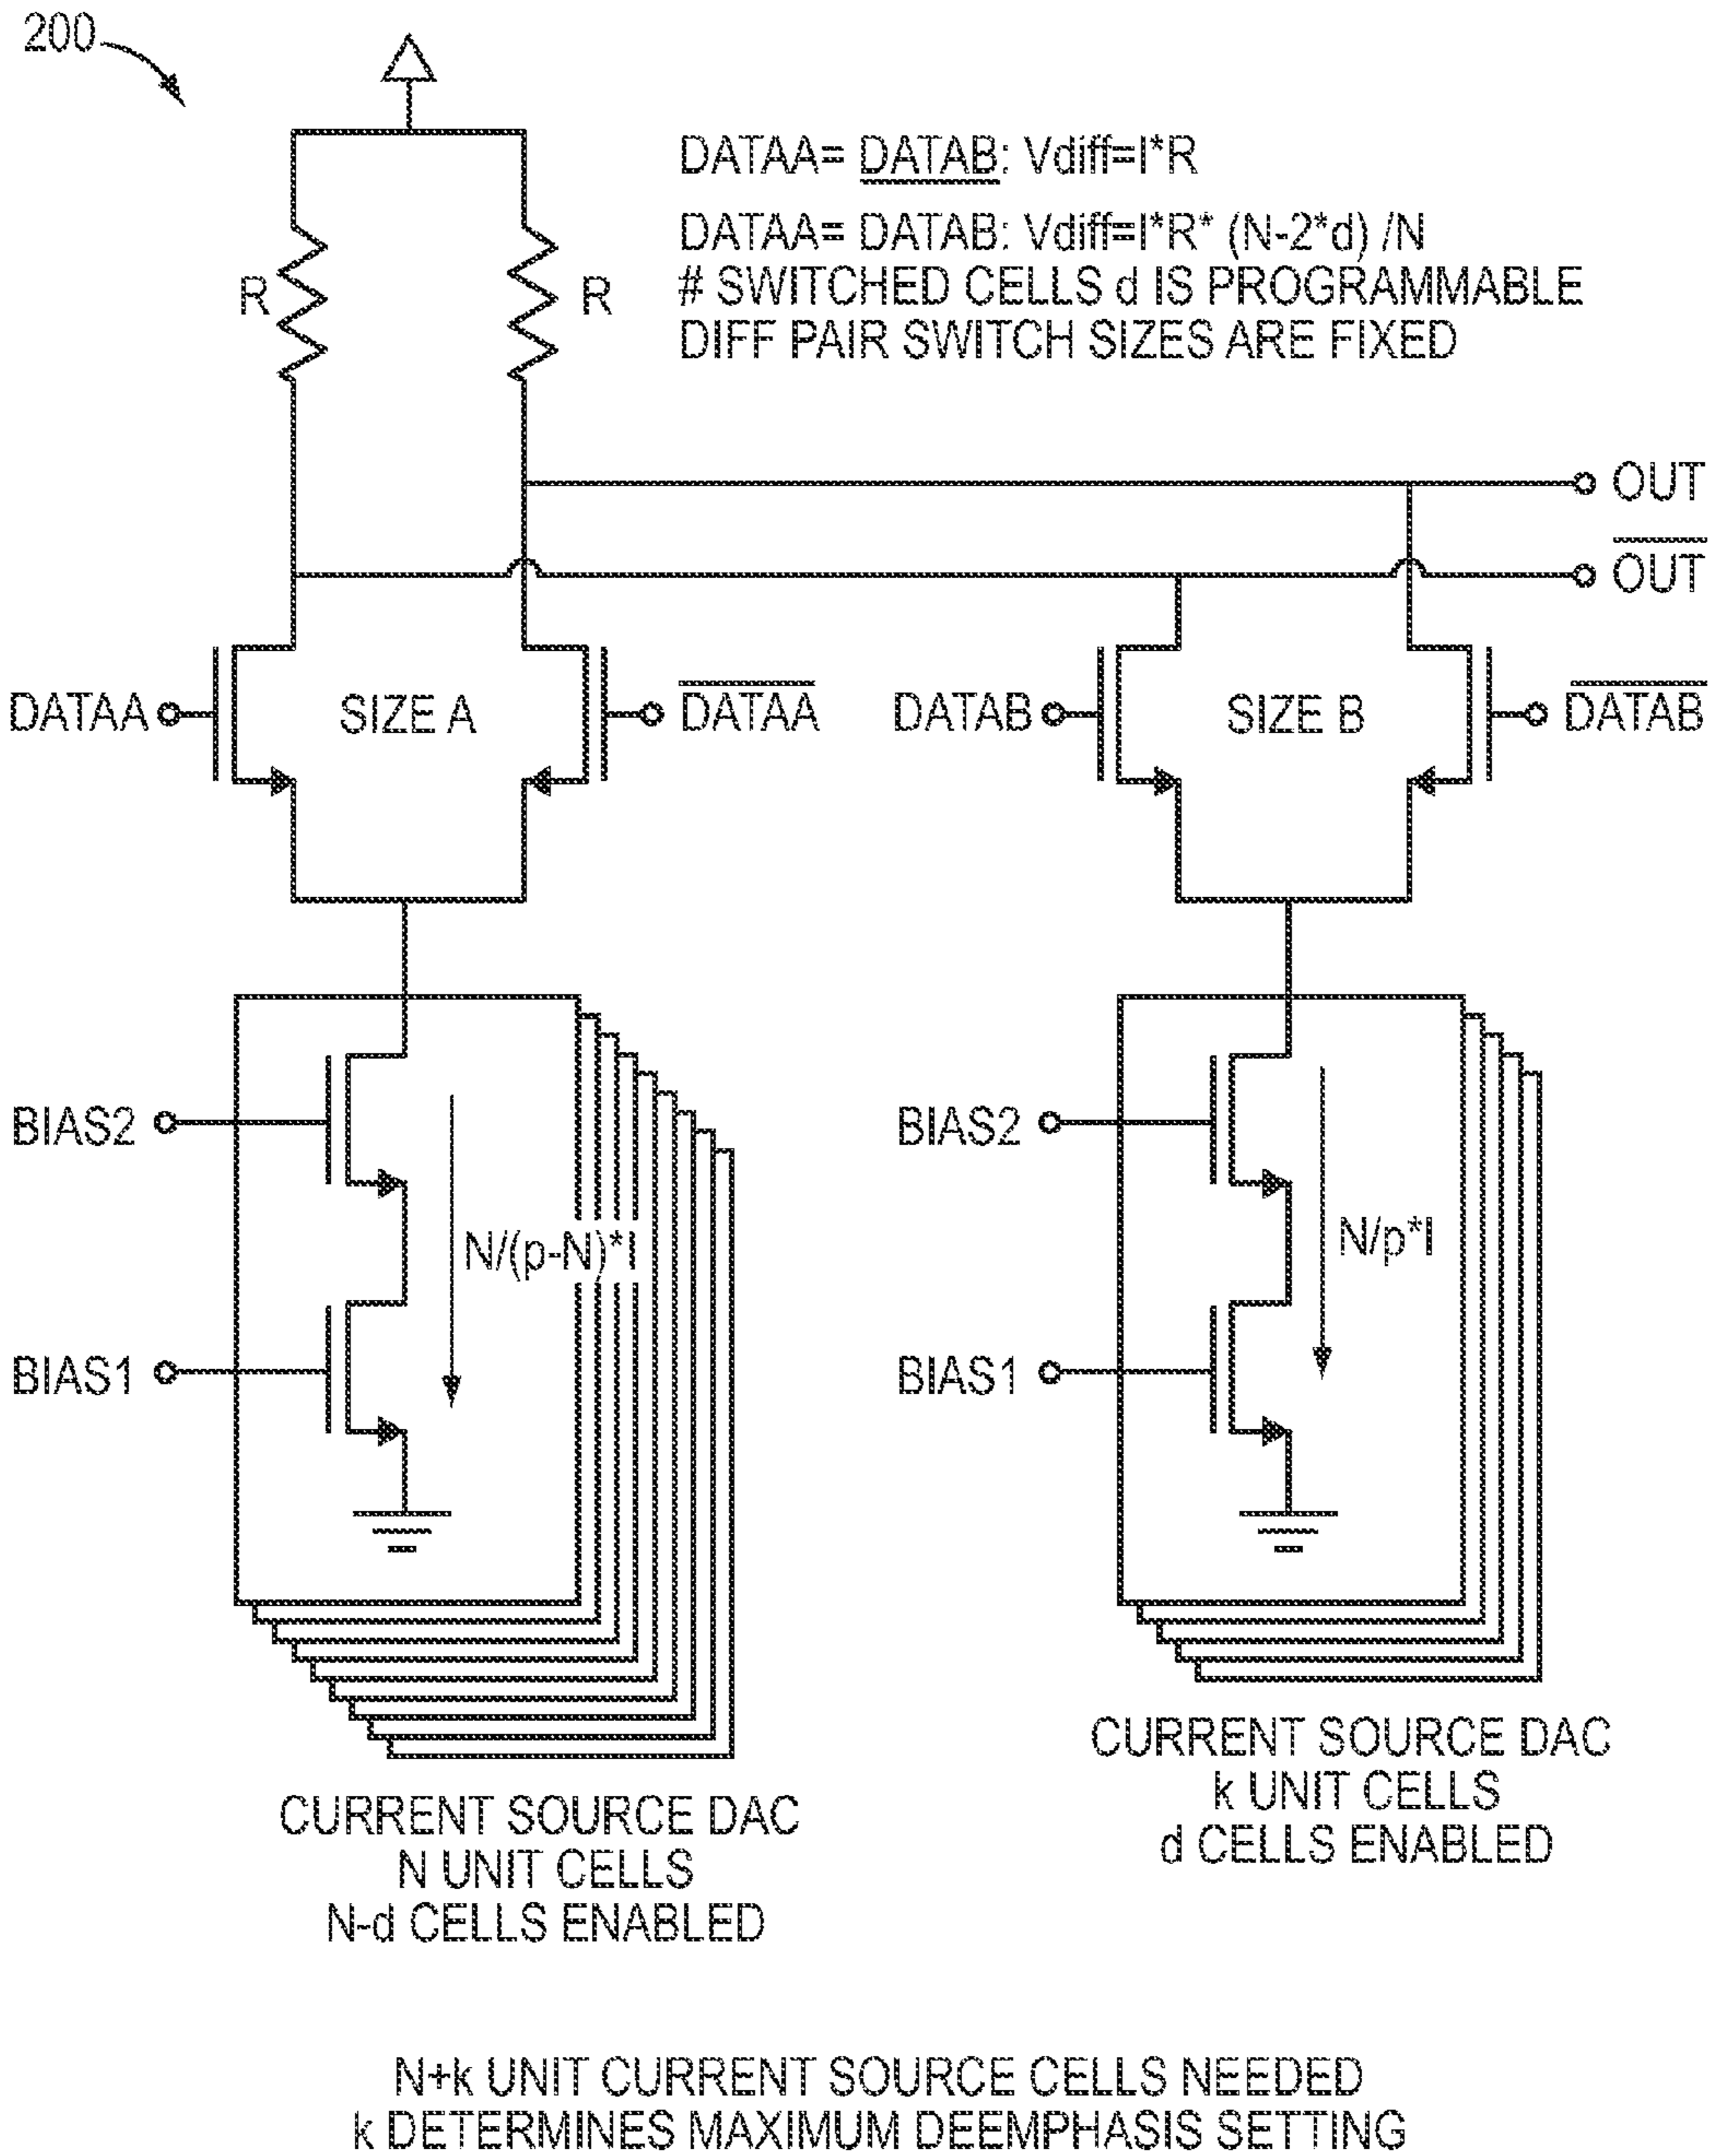 200
DATAA= DATAB: Vdiff=I*R
DATAA= DATAB: Vdiff=I*R* (N-2*d) /N
# SWITCHED CELLS d IS PROGRAMMABLE
DIFF PAIR SWITCH SIZES ARE FIXED
R
R
OUT
OUT
DATAA
SIZE A
DATAA
DATAB
SIZE B
DATAB
BIAS2
N/(p-N)*I
BIAS1
BIAS2
N/p*I
BIAS1
CURRENT SOURCE DAC
N UNIT CELLS
N-d CELLS ENABLED
CURRENT SOURCE DAC
k UNIT CELLS
d CELLS ENABLED
N+k UNIT CURRENT SOURCE CELLS NEEDED
k DETERMINES MAXIMUM DEEMPHASIS SETTING